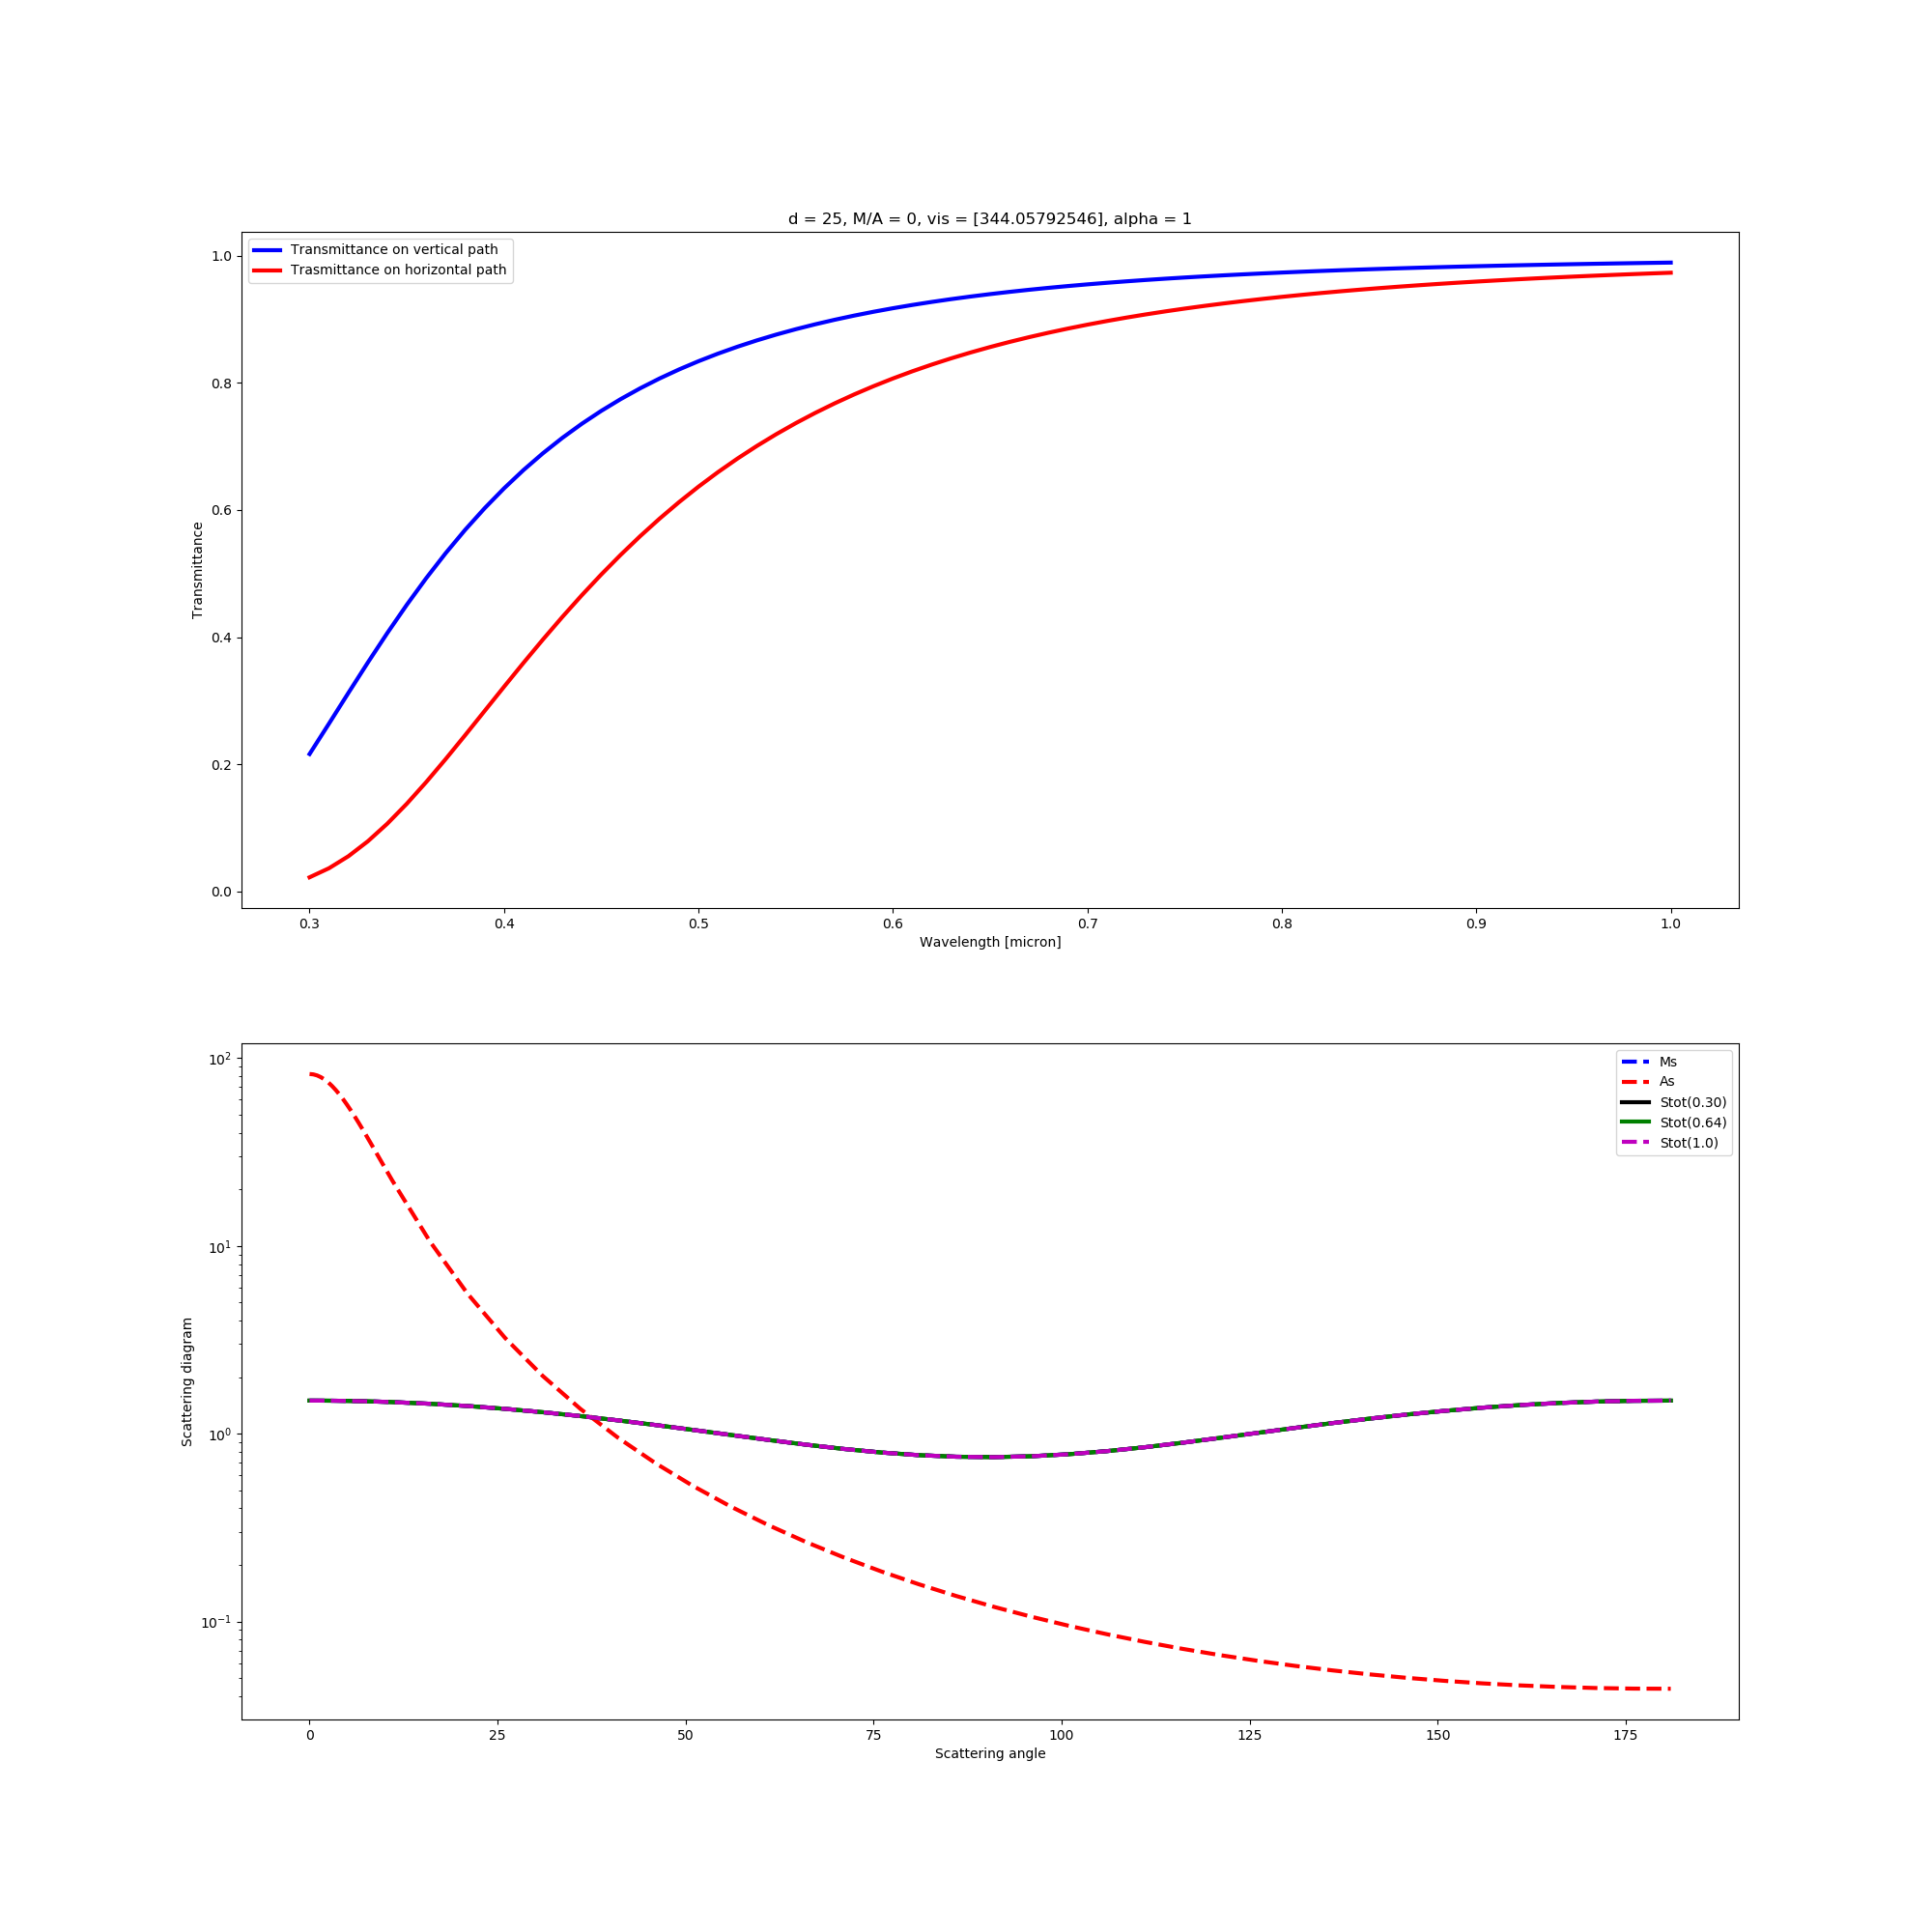 d = 25, M/A = 0, vis = [344.05792546], alpha = 1
Transmittance on vertical path
Trasmittance on horizontal path
1.0
0.8
0.6
0.4
0.2
0.0
Transmittance
0.3 0.4 0.5 0.6 0.7 0.8 0.9 1.0
Wavelength [micron]
Ms
As
Stot(0.30)
Stot(0.64)
Stot(1.0)
10²
10¹
10⁰
10⁻¹
Scattering diagram
0 25 50 75 100 125 150 175
Scattering angle